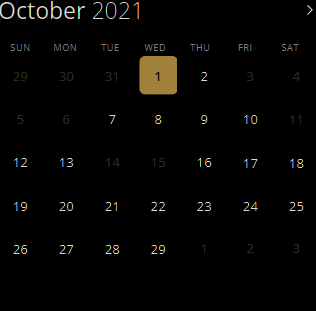 October 2021 >
SUN MON TUE WED THU FRI SAT
29 30 31 1 2 3 4
5 6 7 8 9 10 11
12 13 14 15 16 17 18
19 20 21 22 23 24 25
26 27 28 29 1 2 3